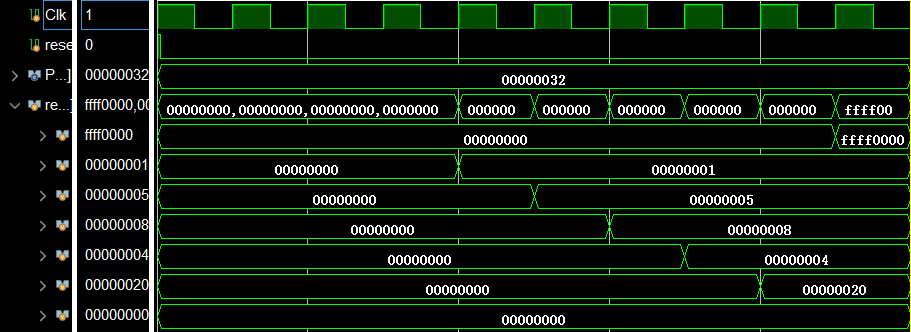 Clk 1
rese 0
P...] 00000032 00000032
re...] ffff0000,00 00000000,00000000,00000000,0000000 000000 000000 000000 000000 000000 ffff00
ffff0000 00000000 ffff0000
00000001 00000000 00000001
00000005 00000000 00000005
00000008 00000000 00000008
00000004 00000000 00000004
00000020 00000000 00000020
00000000 00000000